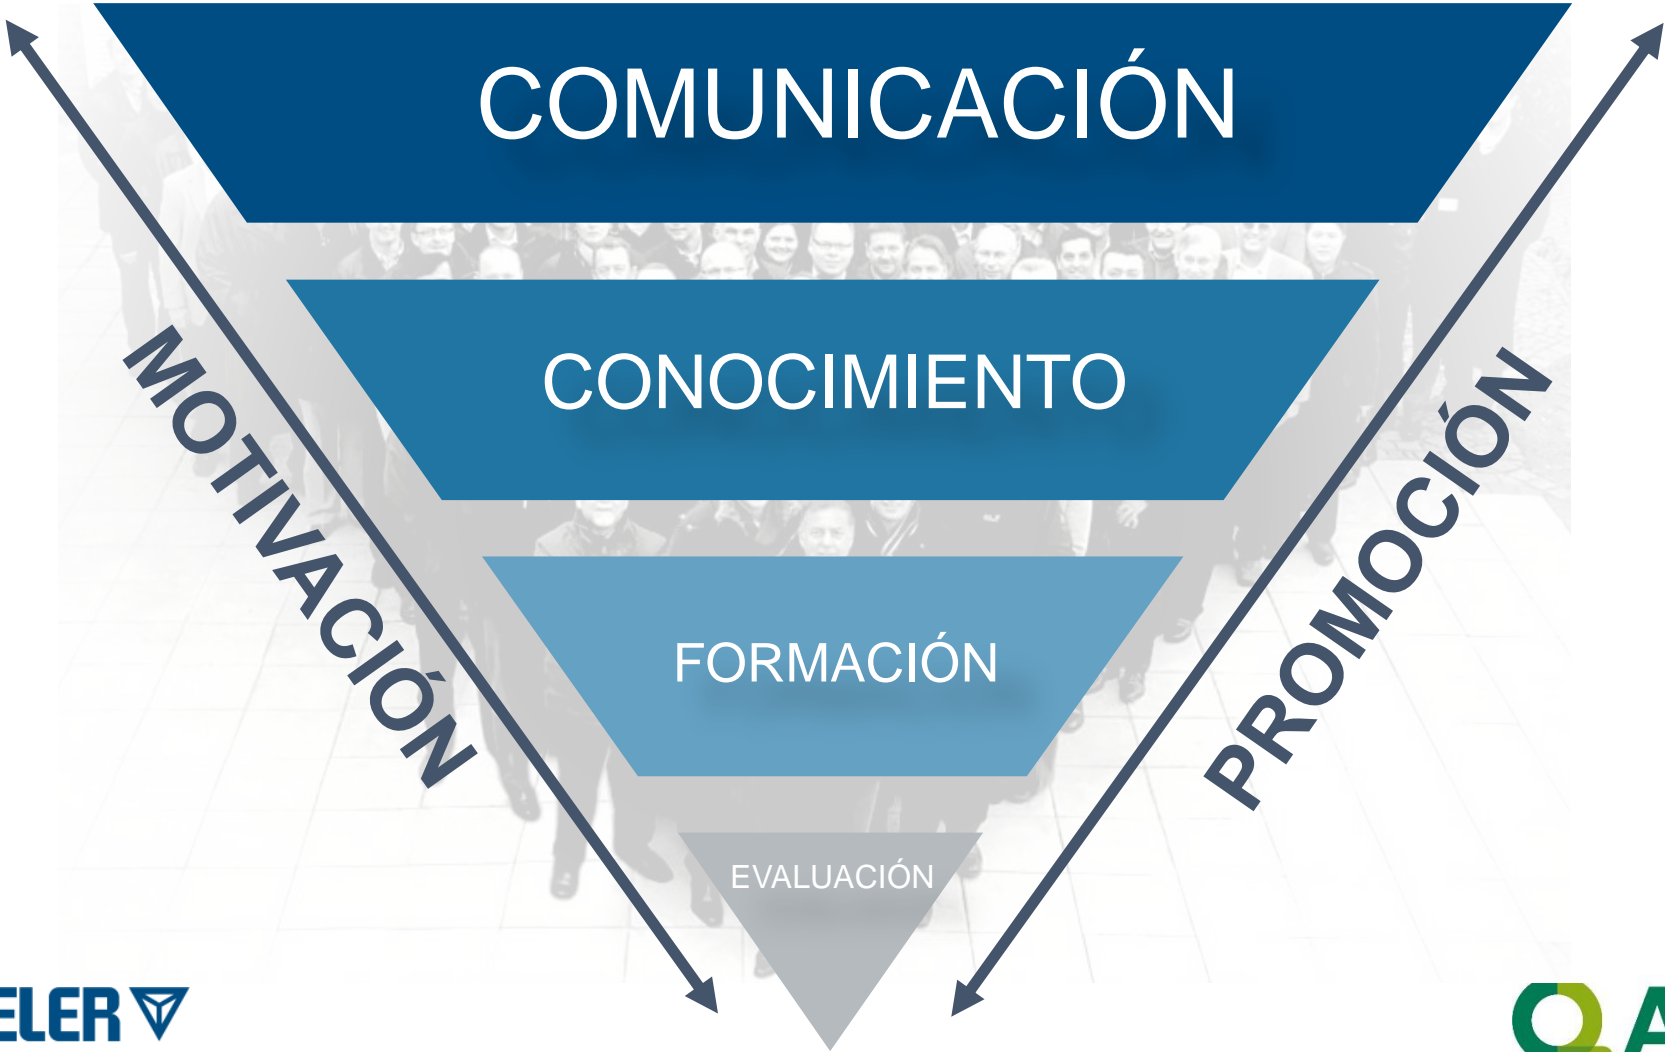 COMUNICACIÓN
CONOCIMIENTO
MOTIVACIÓN
PROMOCIÓN
FORMACIÓN
EVALUACIÓN
ELER
A